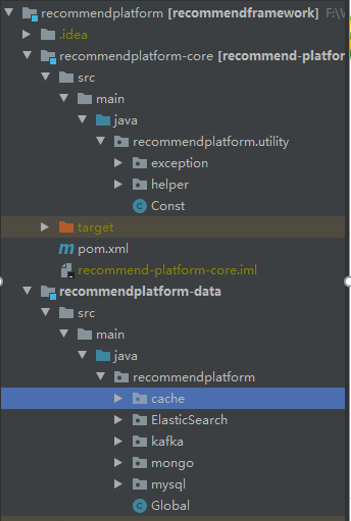 recommendplatform [recommendframework] F:\
.idea
recommendplatform-core [recommend-platfor
src
main
java
recommendplatform.utility
exception
helper
Const
target
pom.xml
recommend-platform-core.iml
recommendplatform-data
src
main
java
recommendplatform
cache
ElasticSearch
kafka
mongo
mysql
Global